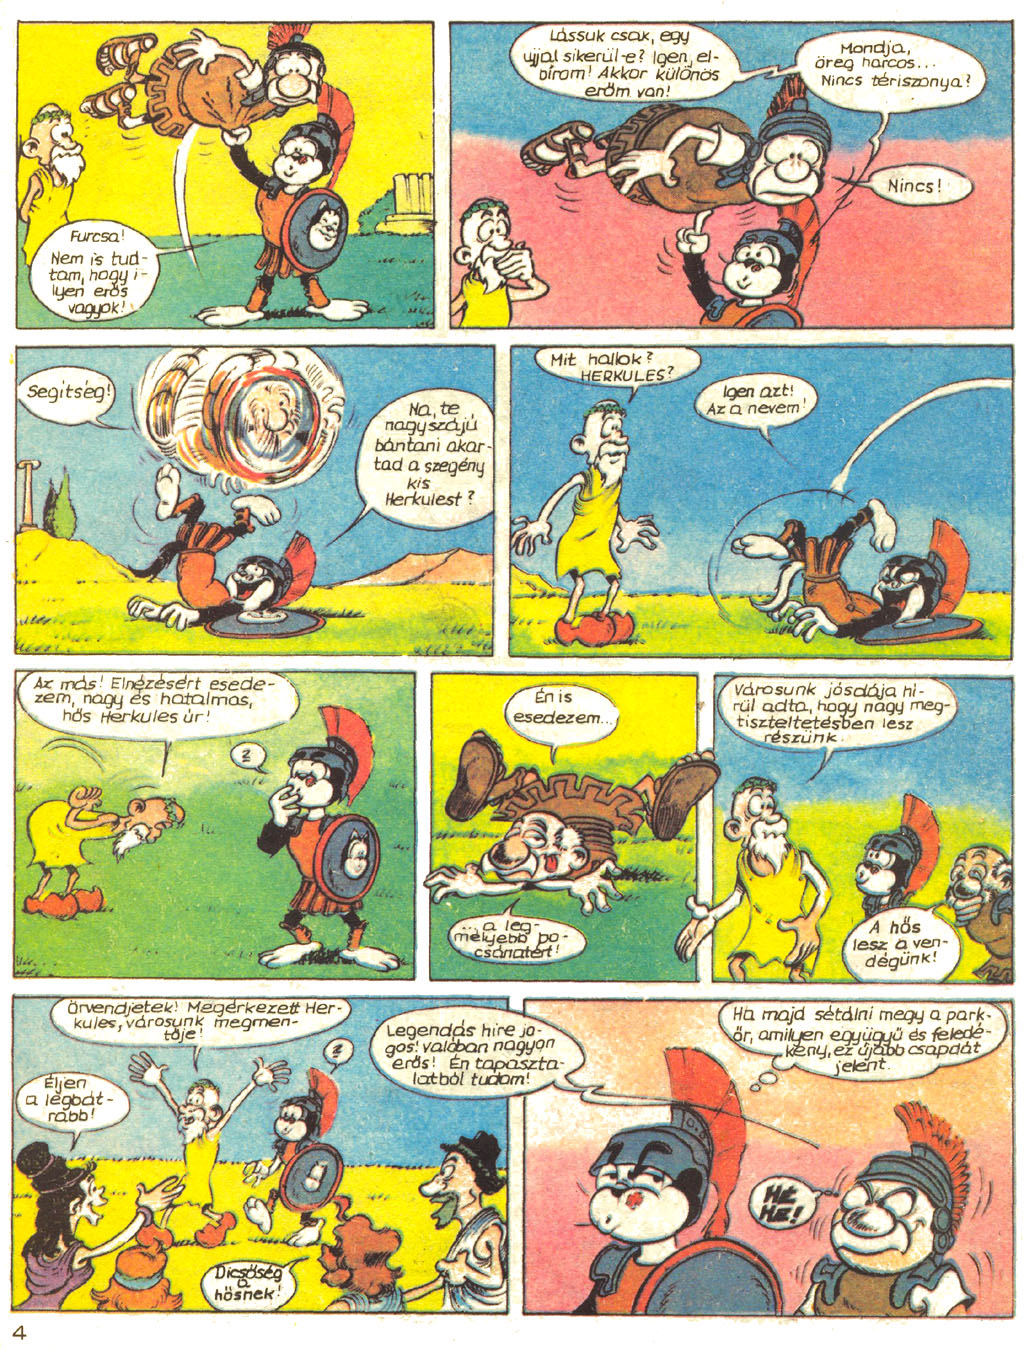 Furcsa!
Nem is tud-
tam, hogy i-
lyen erős
vagyok!
Lássuk csak, egy
ujjal sikerül-e? Igen, el-
bírom! Akkor különös
erőm van!
Mondja,
öreg harcos...
Nincs tériszonya?
Nincs!
Segítség!
Na, te
nagyszájú
bántani akar-
tad a szegény
kis
Herkulest?
Mit hallok?
HERKULES?
Igen azt!
Az a nevem!
Az más! Elnézésért esede-
zem, nagy és hatalmas,
hős Herkules úr!
?
Én is
esedezem...
...a leg-
mélyebb bo-
csánatért!
Városunk jósdája hí-
rül adta, hogy nagy meg-
tiszteltetésben lesz
részünk.
A hős
lesz a ven-
dégünk!
Örvendjetek! Megérkezett Her-
kules, városunk megmen-
tője!
?
Éljen
a legbát-
rabb!
Dicsőség
a
hősnek!
Legendás híre jo-
gos! valóban nagyon
erős! Én tapaszta-
latból tudom!
Ha majd sétálni megy a park-
őr, amilyen együgyű és feledé-
keny, ez újabb csapdát
jelent.
HÉ
HE!
4